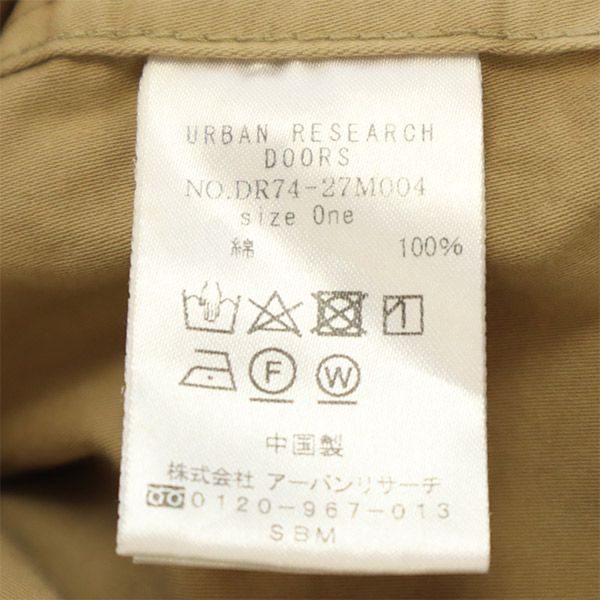 URBAN RESEARCH
DOORS
NO.DR74-27M004
size One
綿 100%
F W
中国製
株式会社 アーバンリサーチ
0120-967-013
SBM